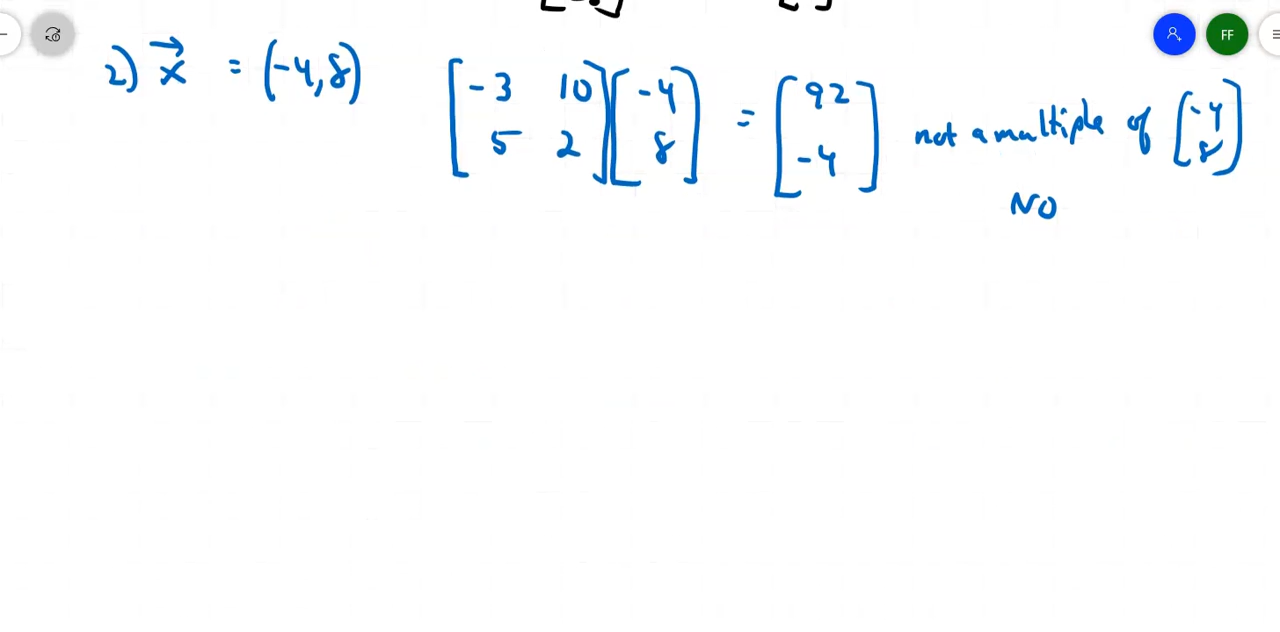 2) x⃗ = (-4, 8) [-3 10 5 2] [-4 8] = [92 -4] not a multiple of [-4 8]
NO
FF